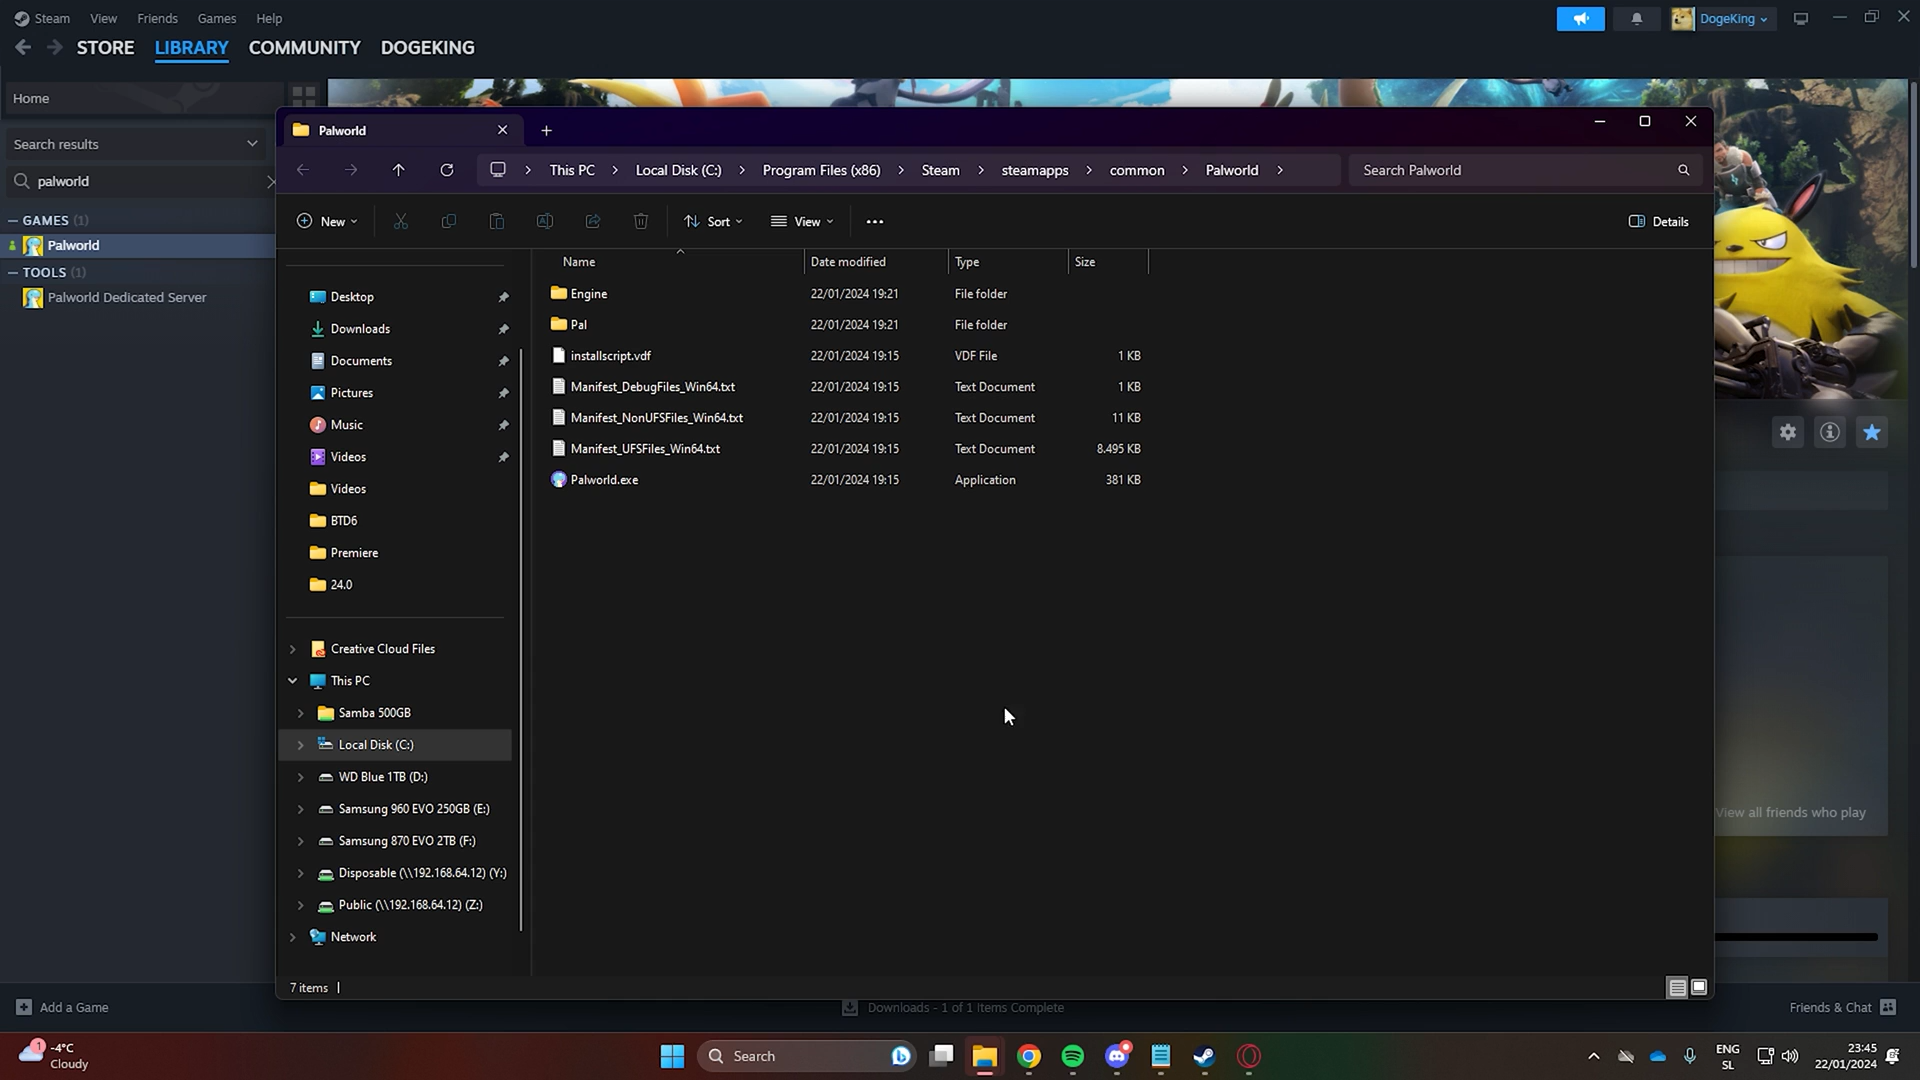 Steam View Friends Games Help
DogeKing
STORE LIBRARY COMMUNITY DOGEKING
Home
Search results
palworld
GAMES (1)
Palworld
TOOLS (1)
Palworld Dedicated Server
Palworld
This PC Local Disk (C:) Program Files (x86) Steam steamapps common Palworld
Search Palworld
New Sort View Details
Desktop
Downloads
Documents
Pictures
Music
Videos
Videos
BTD6
Premiere
24.0
Creative Cloud Files
This PC
Samba 500GB
Local Disk (C:)
WD Blue 1TB (D:)
Samsung 960 EVO 250GB (E:)
Samsung 870 EVO 2TB (F:)
Disposable (\\192.168.64.12) (Y:)
Public (\\192.168.64.12) (Z:)
Network
Name Date modified Type Size
Engine 22/01/2024 19:21 File folder
Pal 22/01/2024 19:21 File folder
installscript.vdf 22/01/2024 19:15 VDF File 1 KB
Manifest_DebugFiles_Win64.txt 22/01/2024 19:15 Text Document 1 KB
Manifest_NonUFSFiles_Win64.txt 22/01/2024 19:15 Text Document 11 KB
Manifest_UFSFiles_Win64.txt 22/01/2024 19:15 Text Document 8.495 KB
Palworld.exe 22/01/2024 19:15 Application 381 KB
7 items
View all friends who play
Add a Game
Downloads - 1 of 1 Items Complete
Friends & Chat
1
-4°C
Cloudy
Search
ENG
SL
23:45
22/01/2024